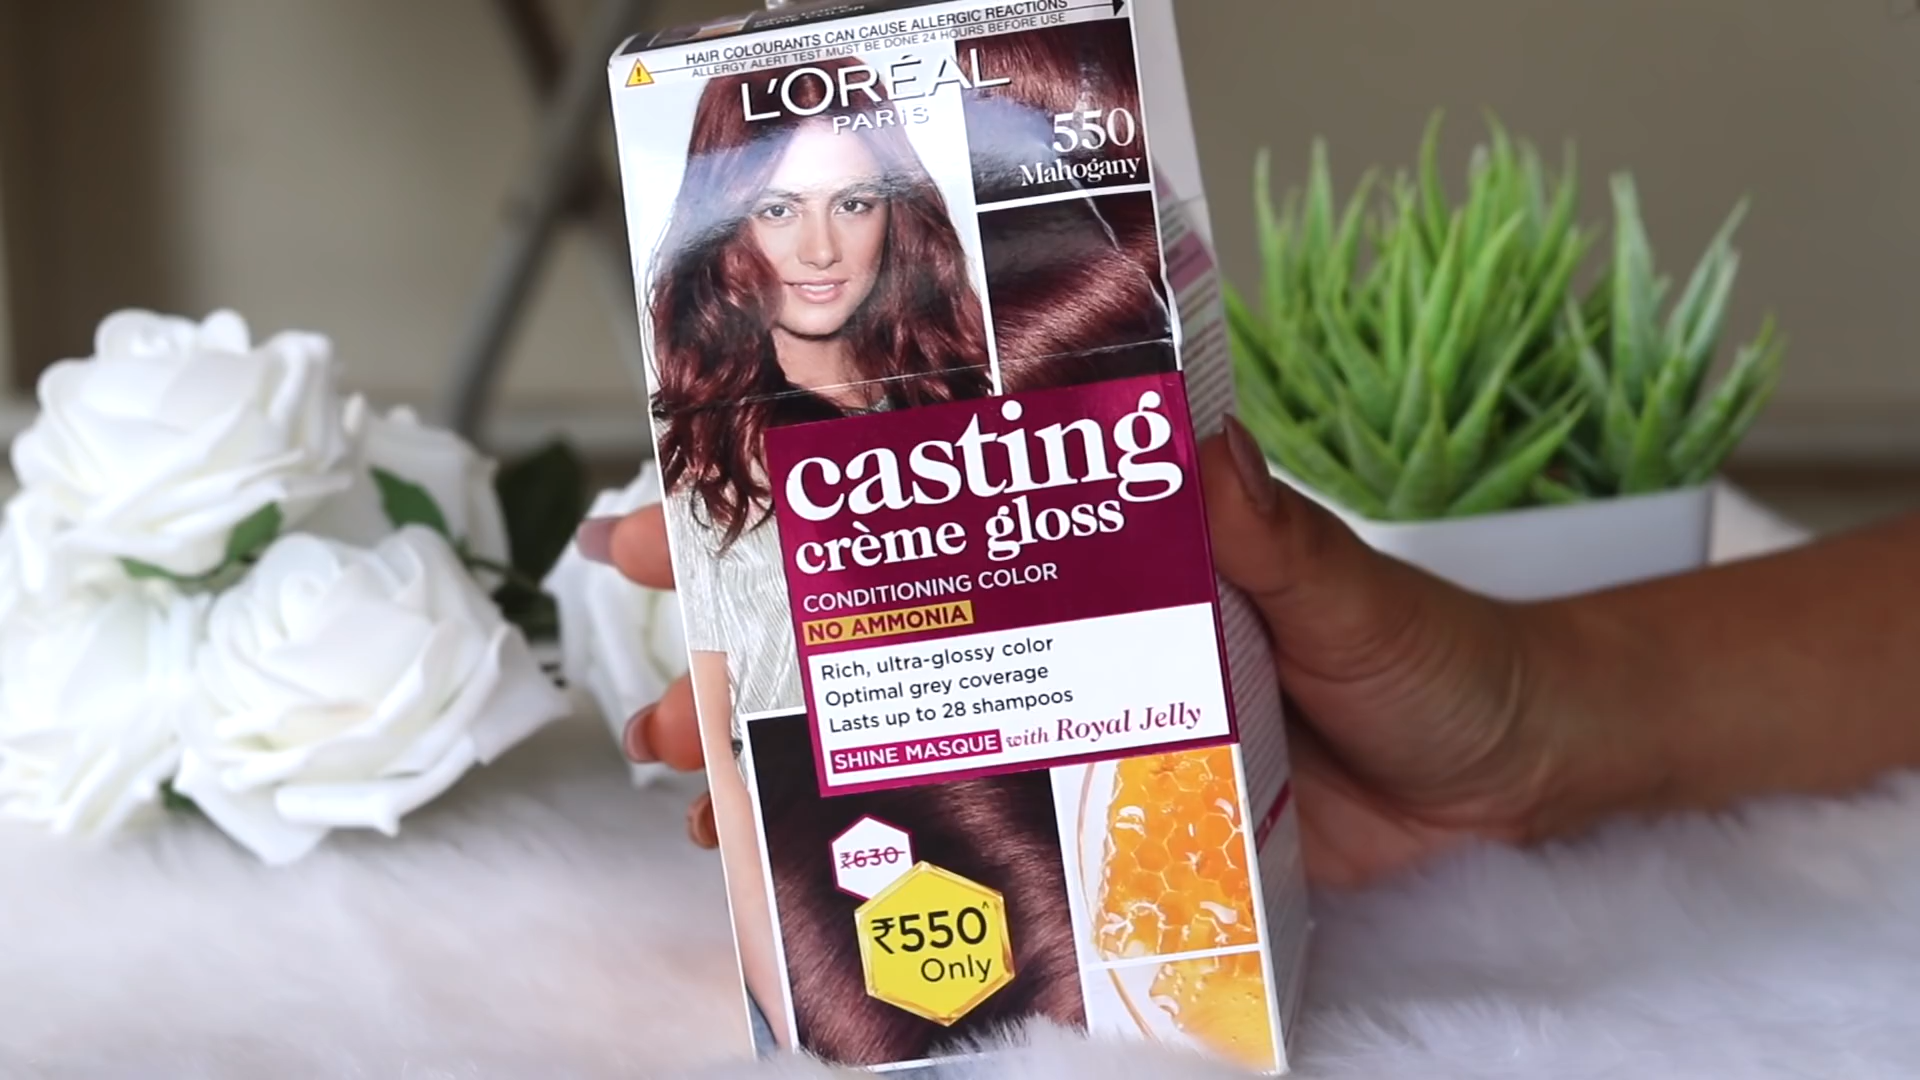 HAIR COLOURANTS CAN CAUSE ALLERGIC REACTIONS
ALLERGY ALERT TEST MUST BE DONE 24 HOURS BEFORE USE
L'ORÉAL
PARIS
550
Mahogany
casting
crème gloss
CONDITIONING COLOR
NO AMMONIA
Rich, ultra-glossy color
Optimal grey coverage
Lasts up to 28 shampoos
SHINE MASQUE with Royal Jelly
₹630
₹550^
Only